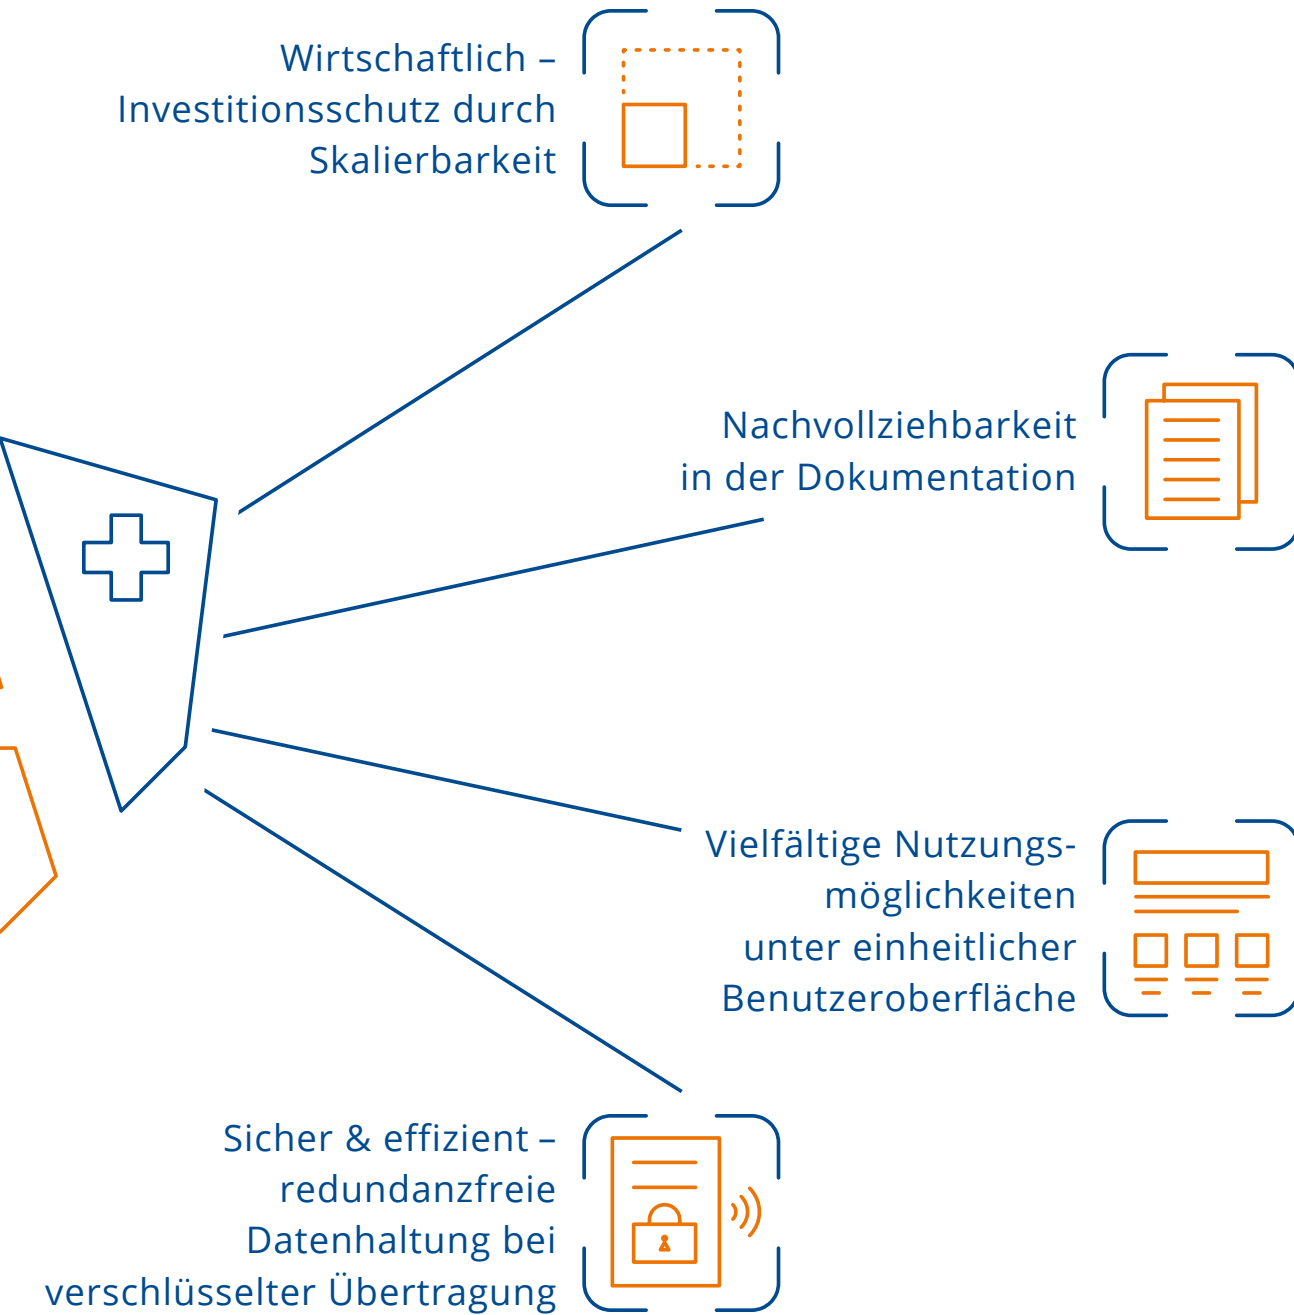 Wirtschaftlich –
Investitionsschutz durch
Skalierbarkeit
Nachvollziehbarkeit
in der Dokumentation
Vielfältige Nutzungs-
möglichkeiten
unter einheitlicher
Benutzeroberfläche
Sicher & effizient –
redundanzfreie
Datenhaltung bei
verschlüsselter Übertragung